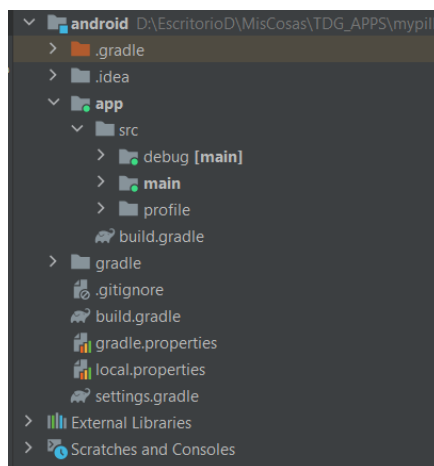 android D:\EscritorioD\MisCosas\TDG_APPS\mypil
.gradle
.idea
app
src
debug [main]
main
profile
build.gradle
gradle
.gitignore
build.gradle
gradle.properties
local.properties
settings.gradle
External Libraries
Scratches and Consoles